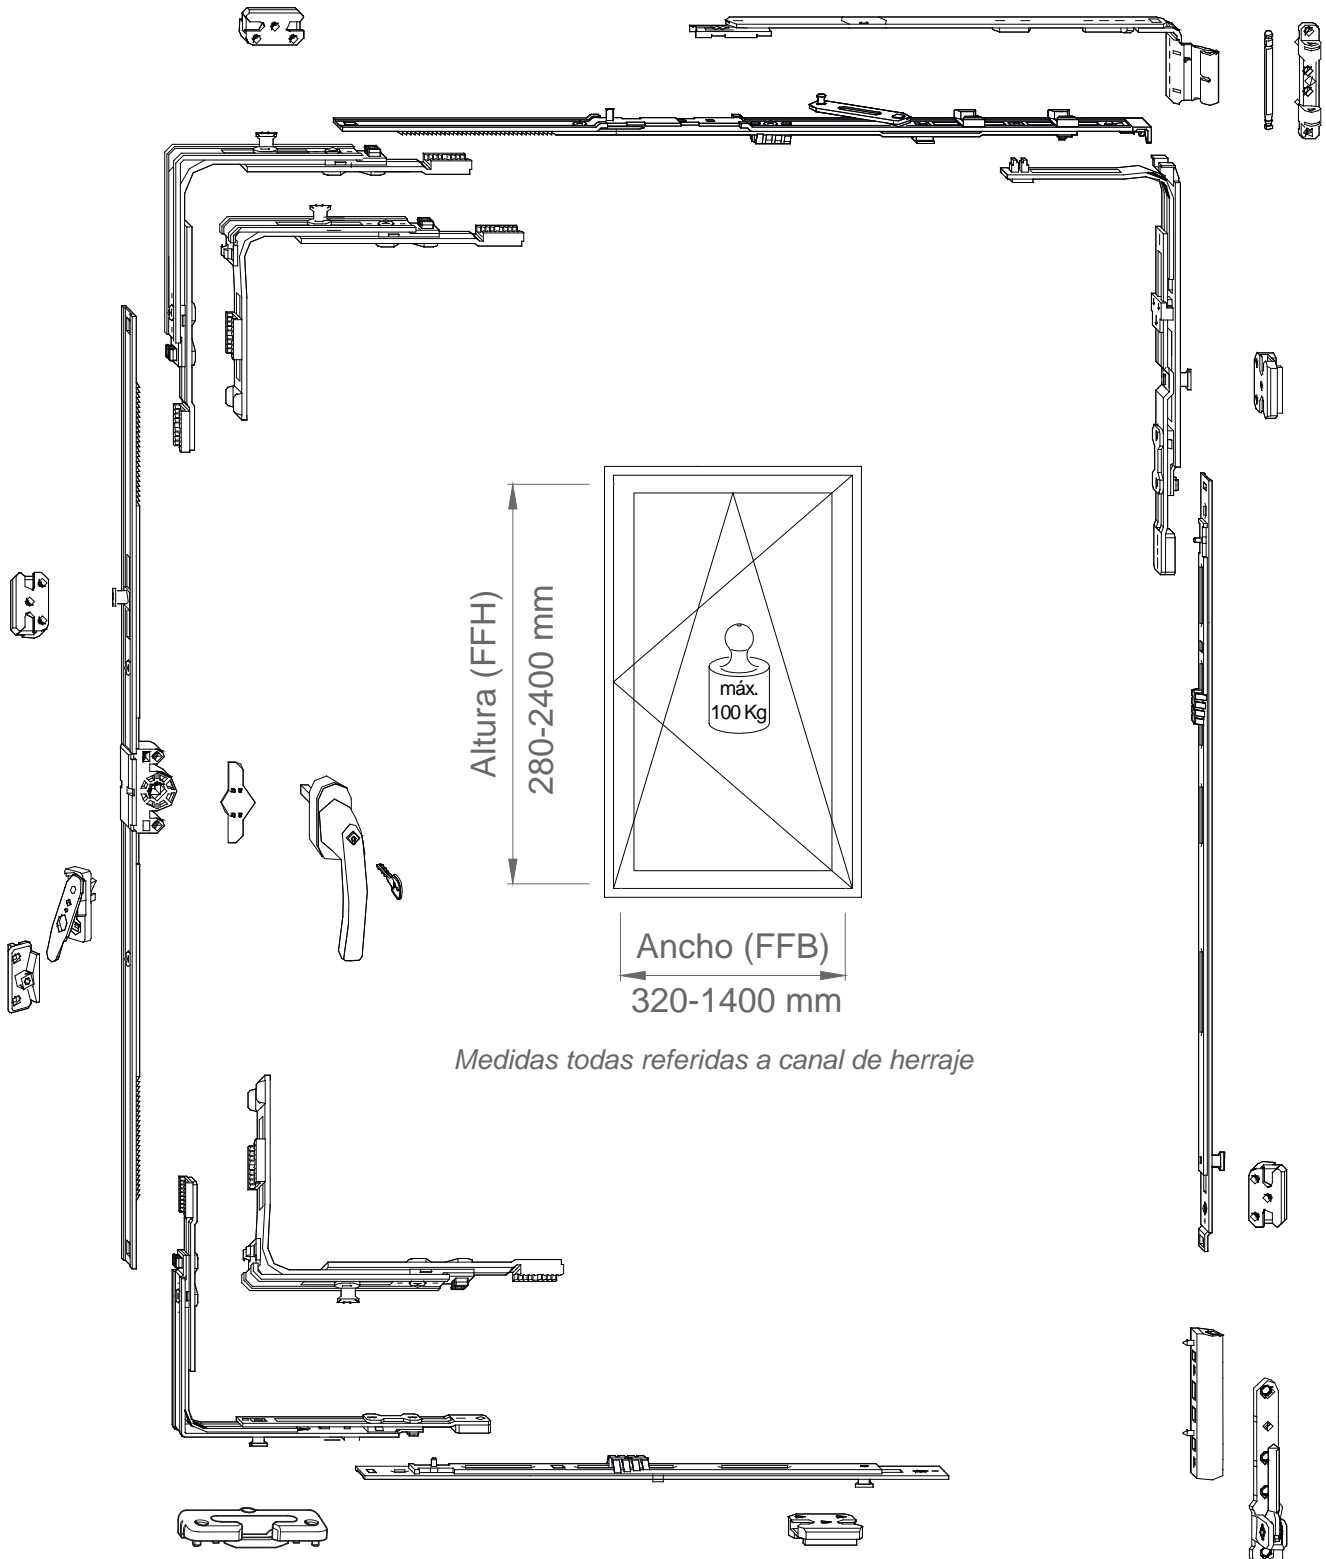 Altura (FFH)
280-2400 mm
máx.
100 Kg
Ancho (FFB)
320-1400 mm
Medidas todas referidas a canal de herraje